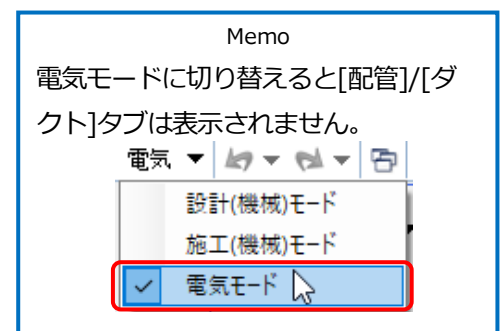 Memo
電気モードに切り替えると[配管]/[ダ
クト]タブは表示されません。
電気
設計(機械)モード
施工(機械)モード
電気モード